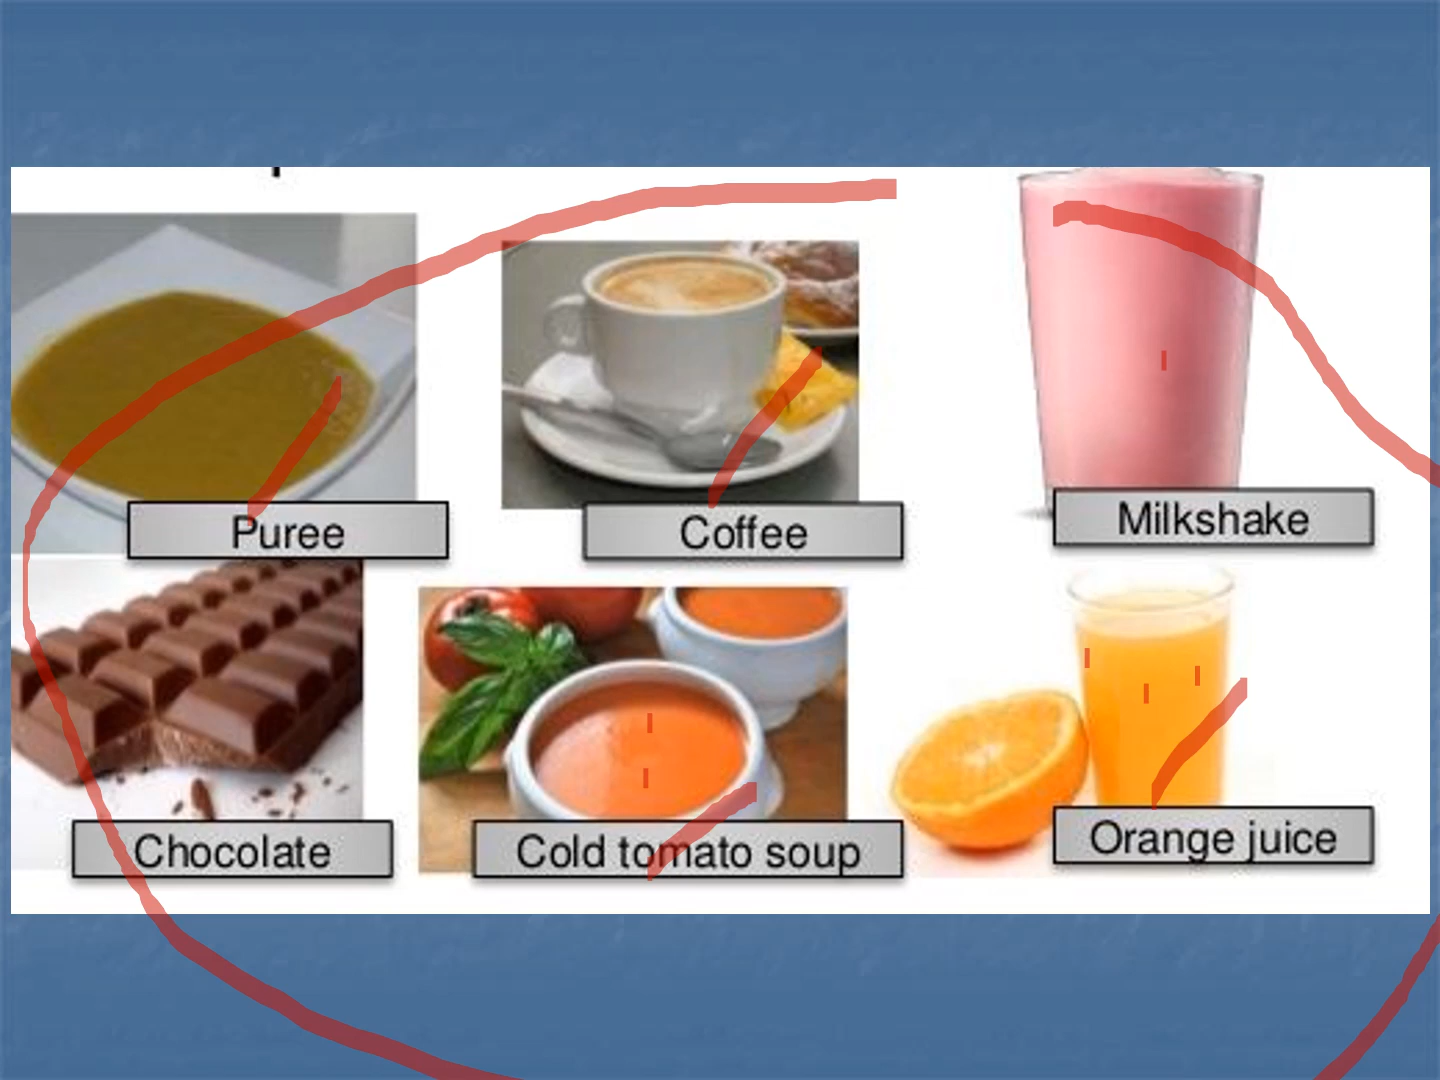 Puree
Coffee
Milkshake
Chocolate
Cold tomato soup
Orange juice